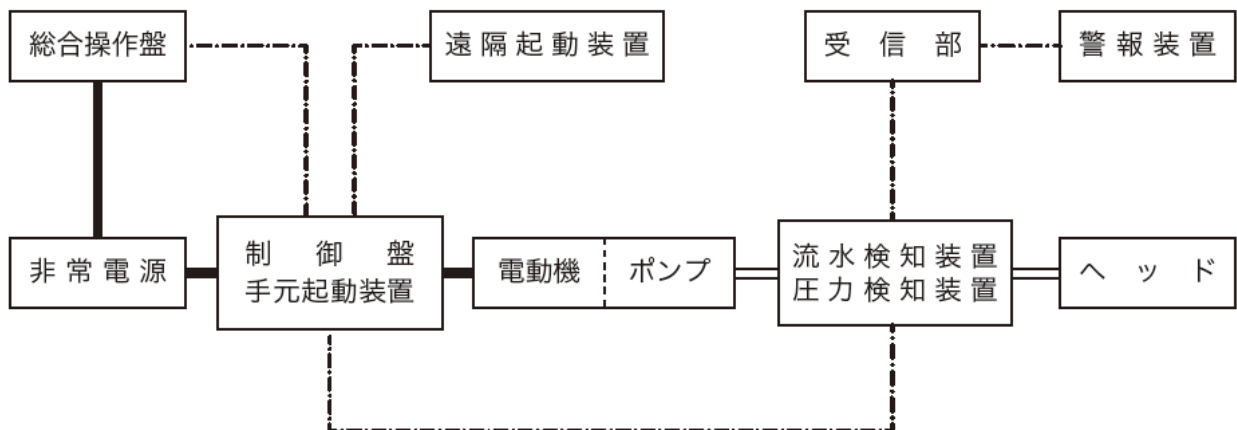 総合操作盤
遠隔起動装置
受信部
警報装置
非常電源
制御盤
手元起動装置
電動機
ポンプ
流水検知装置
圧力検知装置
ヘッド